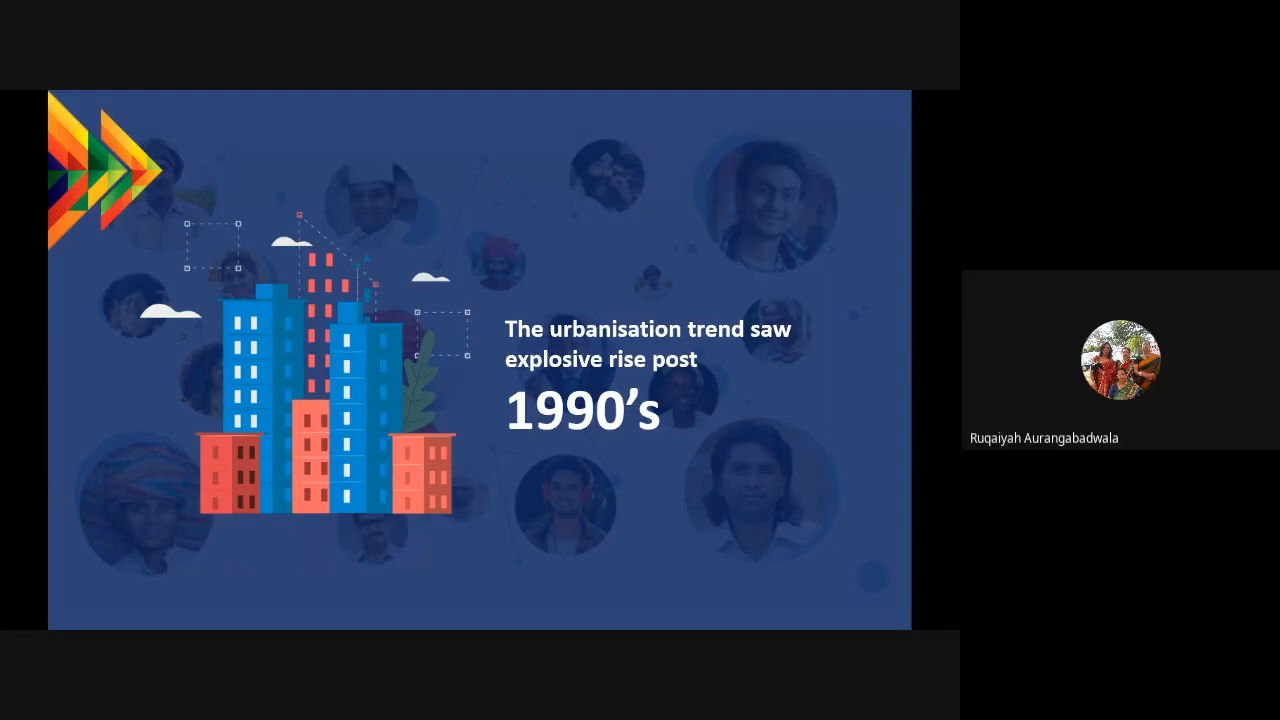 The urbanisation trend saw
explosive rise post
1990’s
Ruqaiyah Aurangabadwala